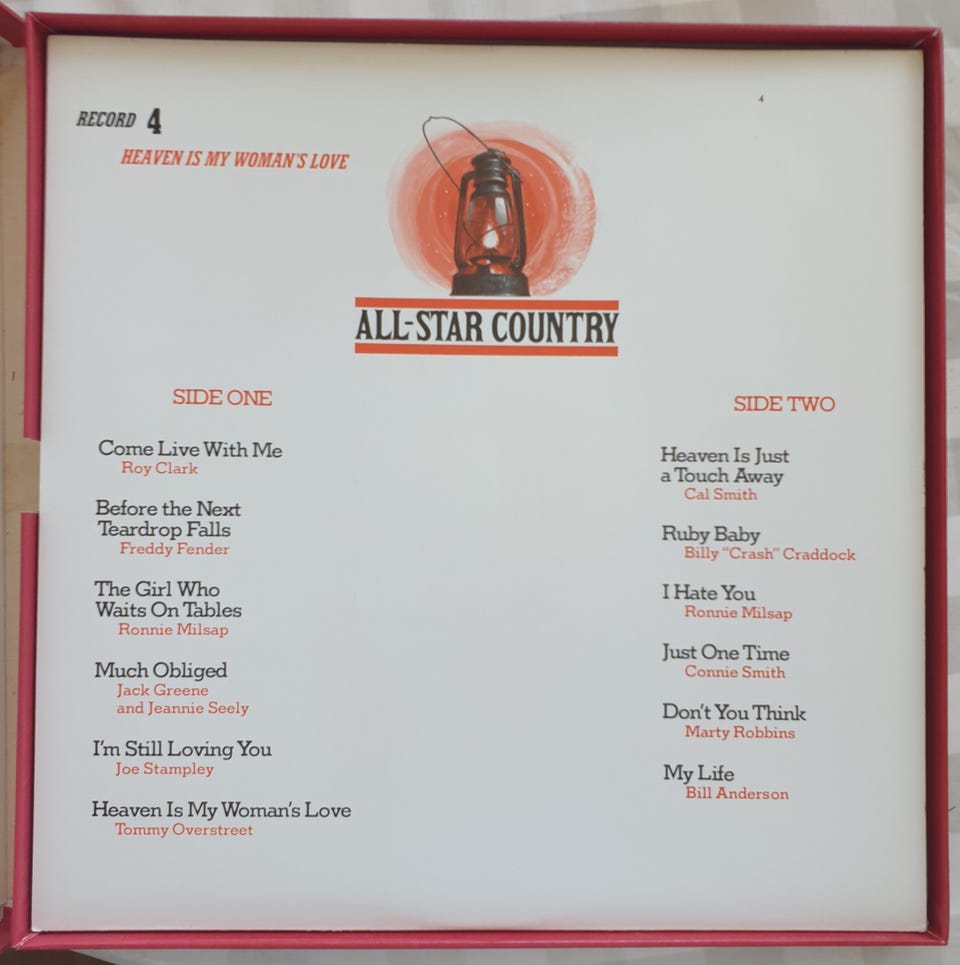 RECORD 4
4
HEAVEN IS MY WOMAN'S LOVE
ALL-STAR COUNTRY
SIDE ONE
Come Live With Me
Roy Clark
Before the Next
Teardrop Falls
Freddy Fender
The Girl Who
Waits On Tables
Ronnie Milsap
Much Obliged
Jack Greene
and Jeannie Seely
I'm Still Loving You
Joe Stampley
Heaven Is My Woman's Love
Tommy Overstreet
SIDE TWO
Heaven Is Just
a Touch Away
Cal Smith
Ruby Baby
Billy "Crash" Craddock
I Hate You
Ronnie Milsap
Just One Time
Connie Smith
Don't You Think
Marty Robbins
My Life
Bill Anderson